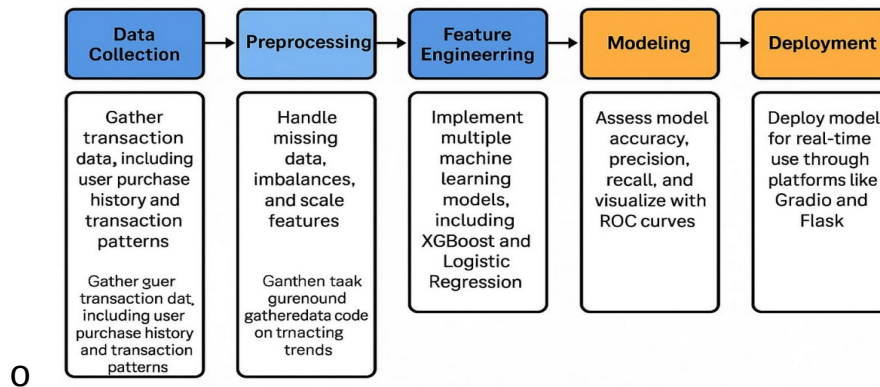 Data
Collection
Preprocessing
Feature
Engineerring
Modeling
Deployment
Gather
transaction
data, including
user purchase
history and
transaction
patterns
Gather guer
transaction dat.
including user
purchase history
and transaction
patterns
Handle
missing
data,
imbalances,
and scale
features
Ganthen taak
gurenound
gatheredata code
on trnacting
trends
Implement
multiple
machine
learning
models,
including
XGBoost and
Logistic
Regression
Assess model
accuracy,
precision,
recall, and
visualize with
ROC curves
Deploy model
for real-time
use through
platforms like
Gradio and
Flask
o